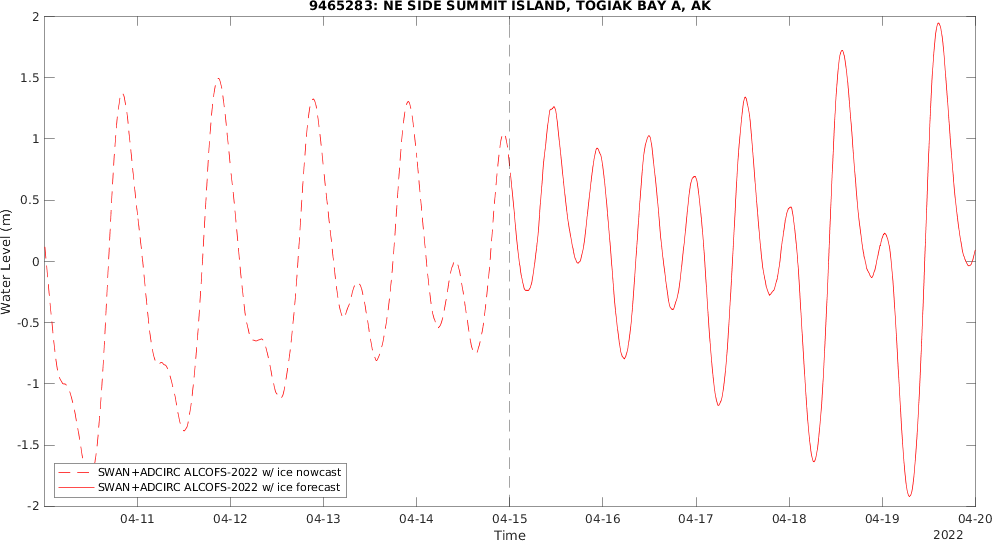 9465283: NE SIDE SUMMIT ISLAND, TOGIAK BAY A, AK
Water Level (m)
2
1.5
1
0.5
0
-0.5
-1
-1.5
-2
SWAN+ADCIRC ALCOFS-2022 w/ ice nowcast
SWAN+ADCIRC ALCOFS-2022 w/ ice forecast
04-11 04-12 04-13 04-14 04-15 04-16 04-17 04-18 04-19 04-20
Time
2022